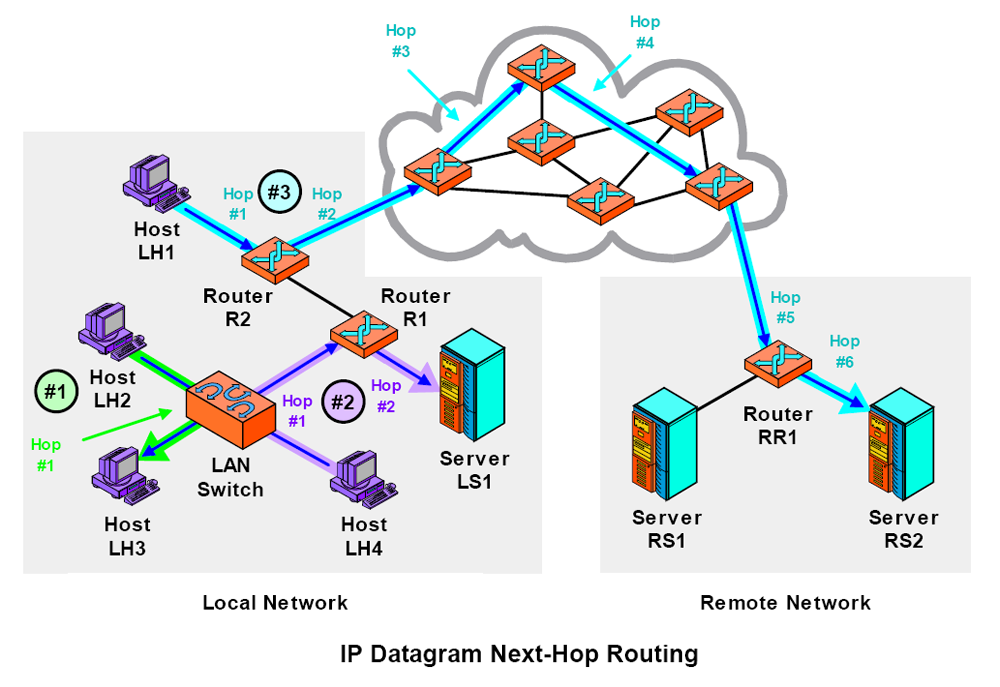 Hop
#3
Hop
#4
Host
LH1
Hop
#1
#3
Hop
#2
Router
R2
Router
R1
Host
LH2
#1
Hop
#1
LAN
Switch
Hop
#1
#2
Hop
#2
Server
LS1
Host
LH3
Host
LH4
Hop
#5
Hop
#6
Router
RR1
Server
RS1
Server
RS2
Local Network
Remote Network
IP Datagram Next-Hop Routing